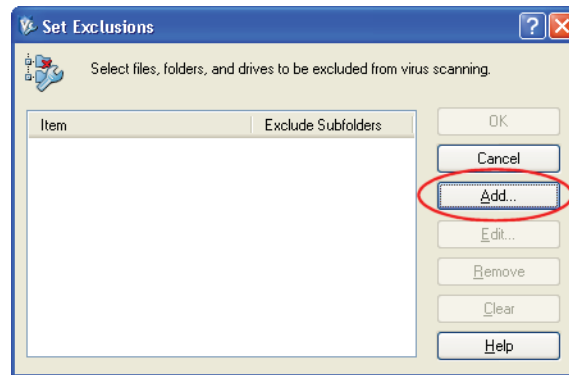 Set Exclusions
Select files, folders, and drives to be excluded from virus scanning.
Item Exclude Subfolders
OK
Cancel
Add...
Edit...
Remove
Clear
Help